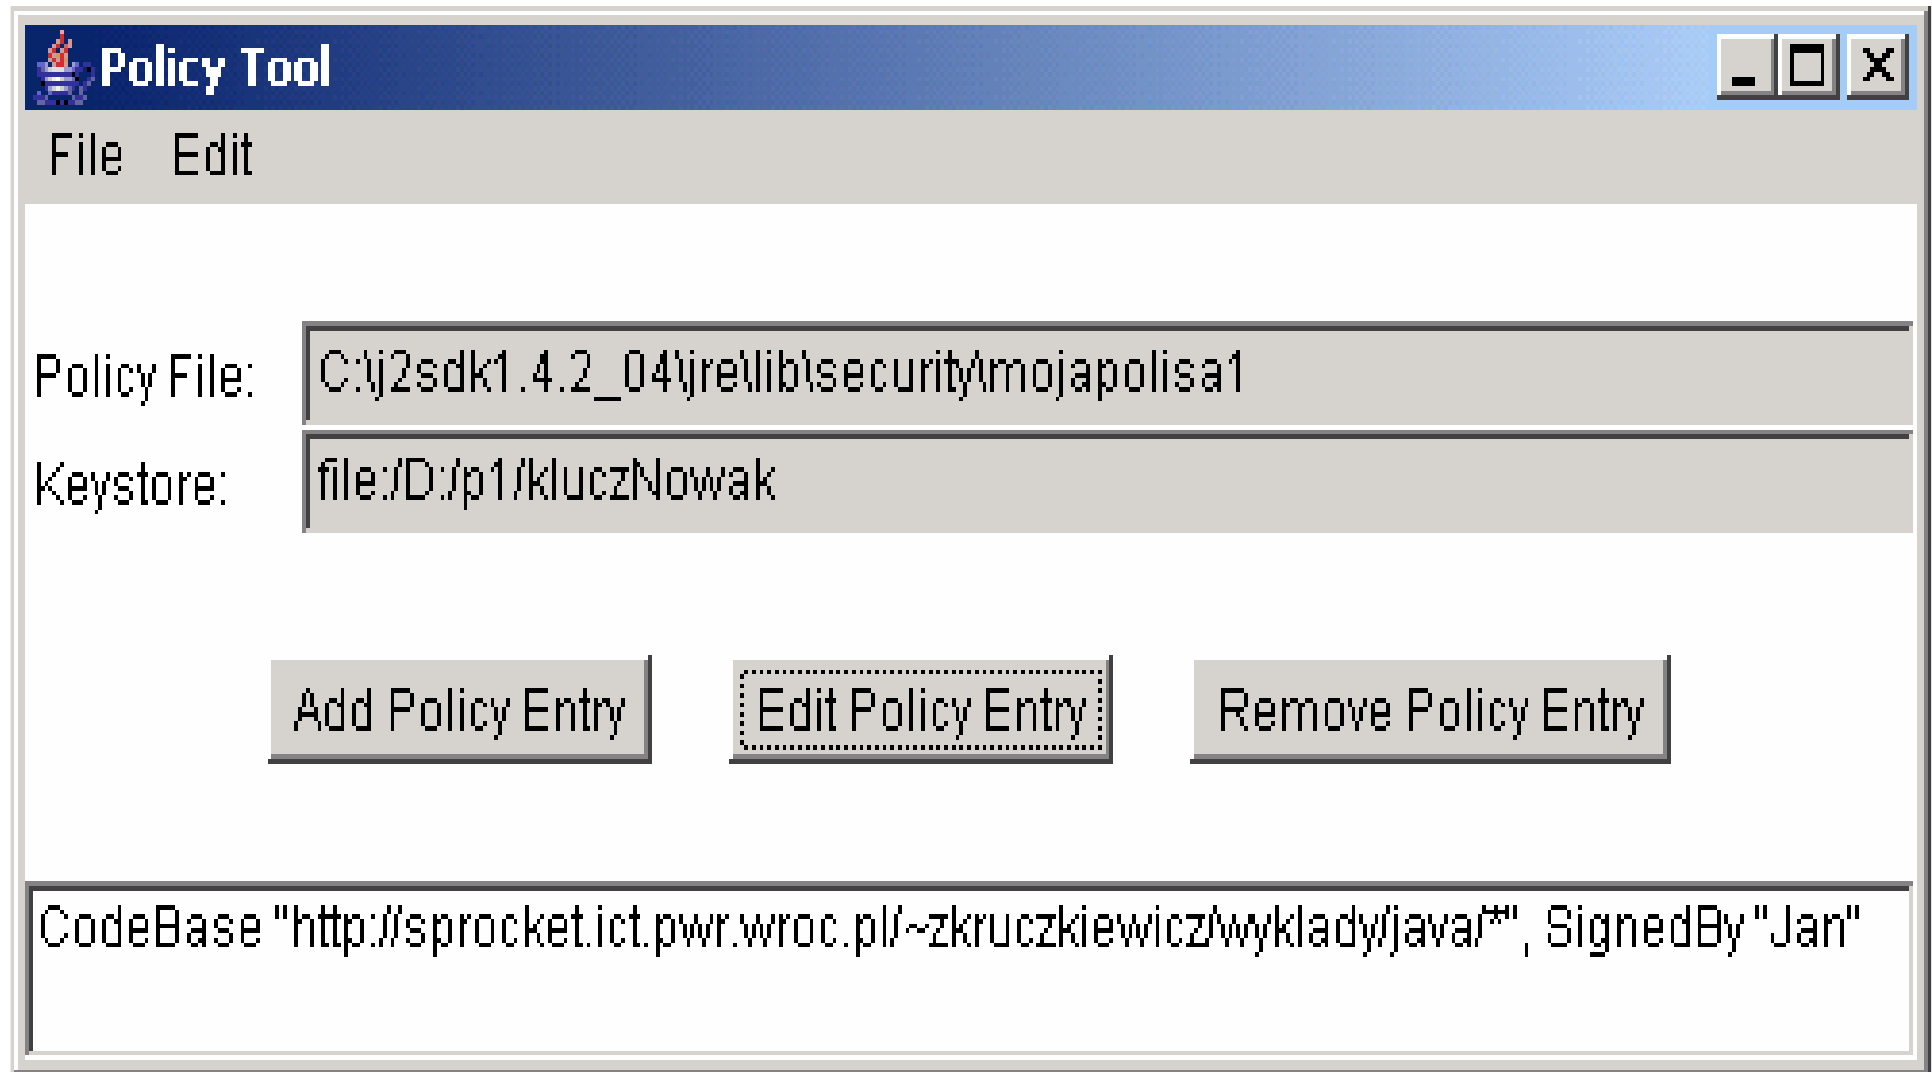 Policy Tool
File Edit
Policy File: C:\j2sdk1.4.2_04\jre\lib\security\mojapolisa1
Keystore: file:/D:/p1/kluczNowak
Add Policy Entry Edit Policy Entry Remove Policy Entry
CodeBase "http://sprocket.ict.pwr.wroc.pl/~zkruczkiewicz/wyklady/java/*", SignedBy "Jan"